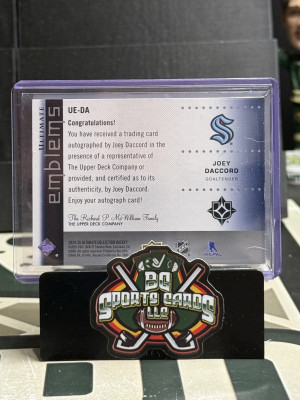 ULTIMATE
emblems
UE-DA
Congratulations!
You have received a trading card
autographed by Joey Daccord in the
presence of a representative of
The Upper Deck Company or
provided, and certified as to its
authenticity, by Joey Daccord.
Enjoy your autograph card!
The Richard P. McWilliam Family
THE UPPER DECK COMPANY
JOEY
DACCORD
GOALTENDER
NHLPA
BQ
SPORTS CARDS
LLC